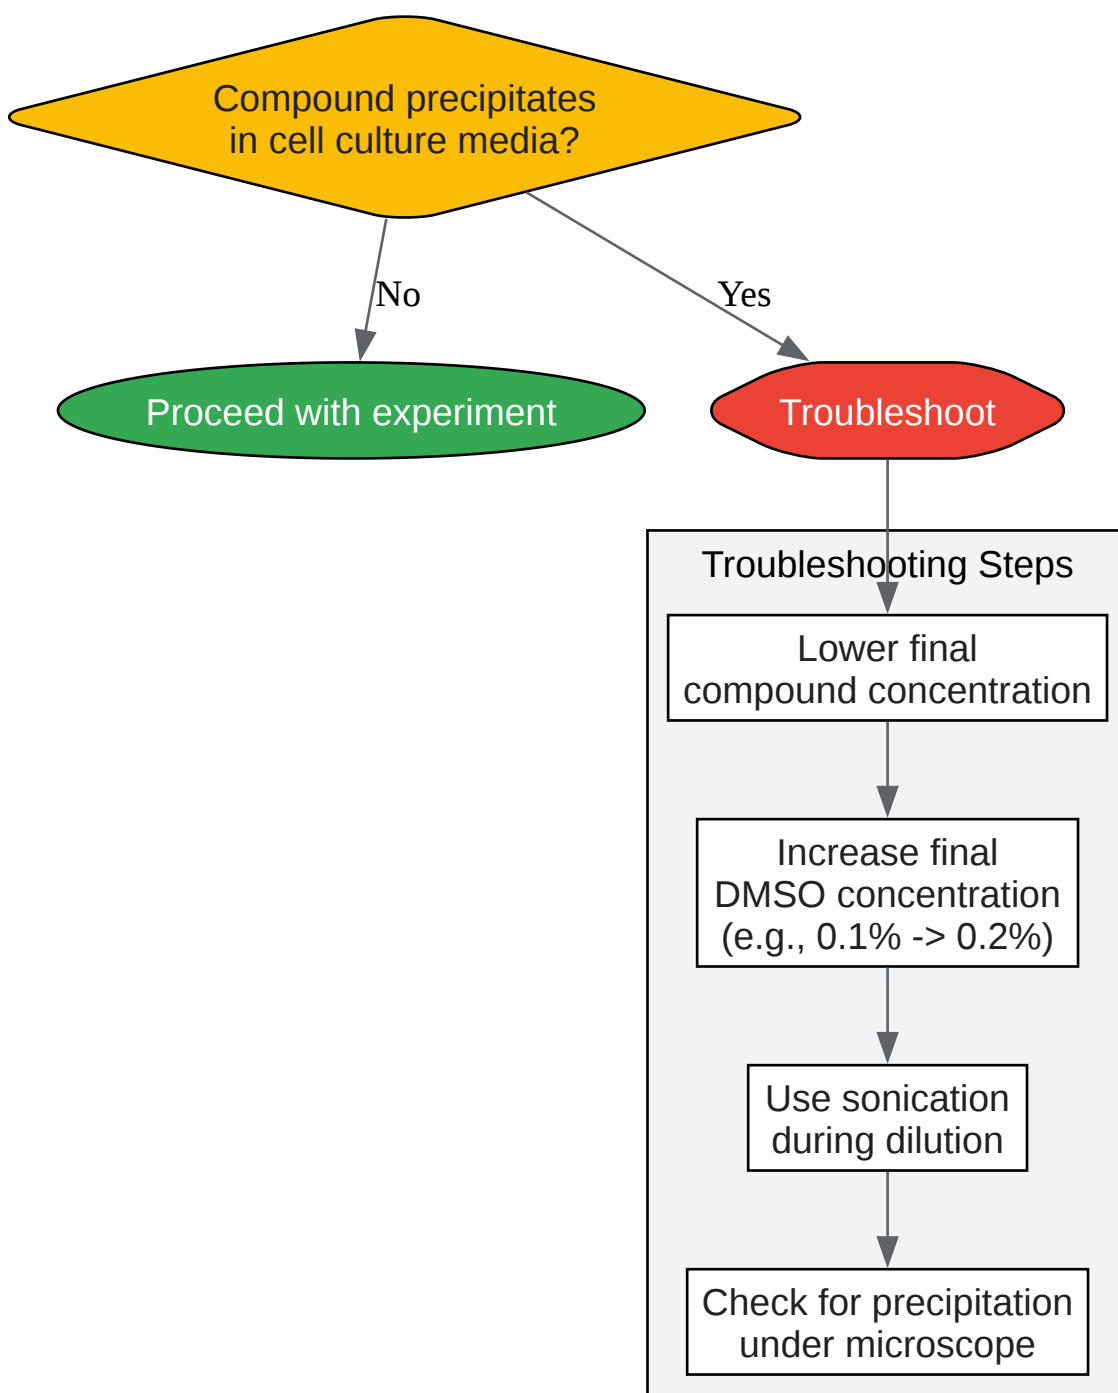 Compound precipitates
in cell culture media?
No
Yes
Proceed with experiment
Troubleshoot
Troubleshooting Steps
Lower final
compound concentration
Increase final
DMSO concentration
(e.g., 0.1% -> 0.2%)
Use sonication
during dilution
Check for precipitation
under microscope